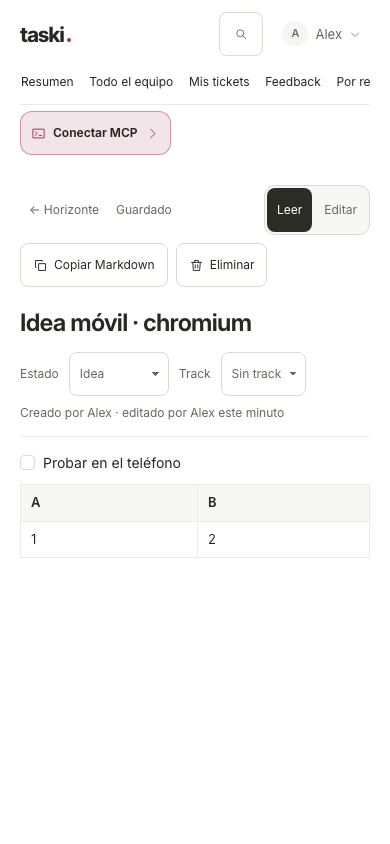 taski.
A Alex
Resumen Todo el equipo Mis tickets Feedback Por re
Conectar MCP
← Horizonte Guardado Leer Editar
Copiar Markdown Eliminar
Idea móvil · chromium
Estado Idea Track Sin track
Creado por Alex · editado por Alex este minuto
Probar en el teléfono
A B
1 2